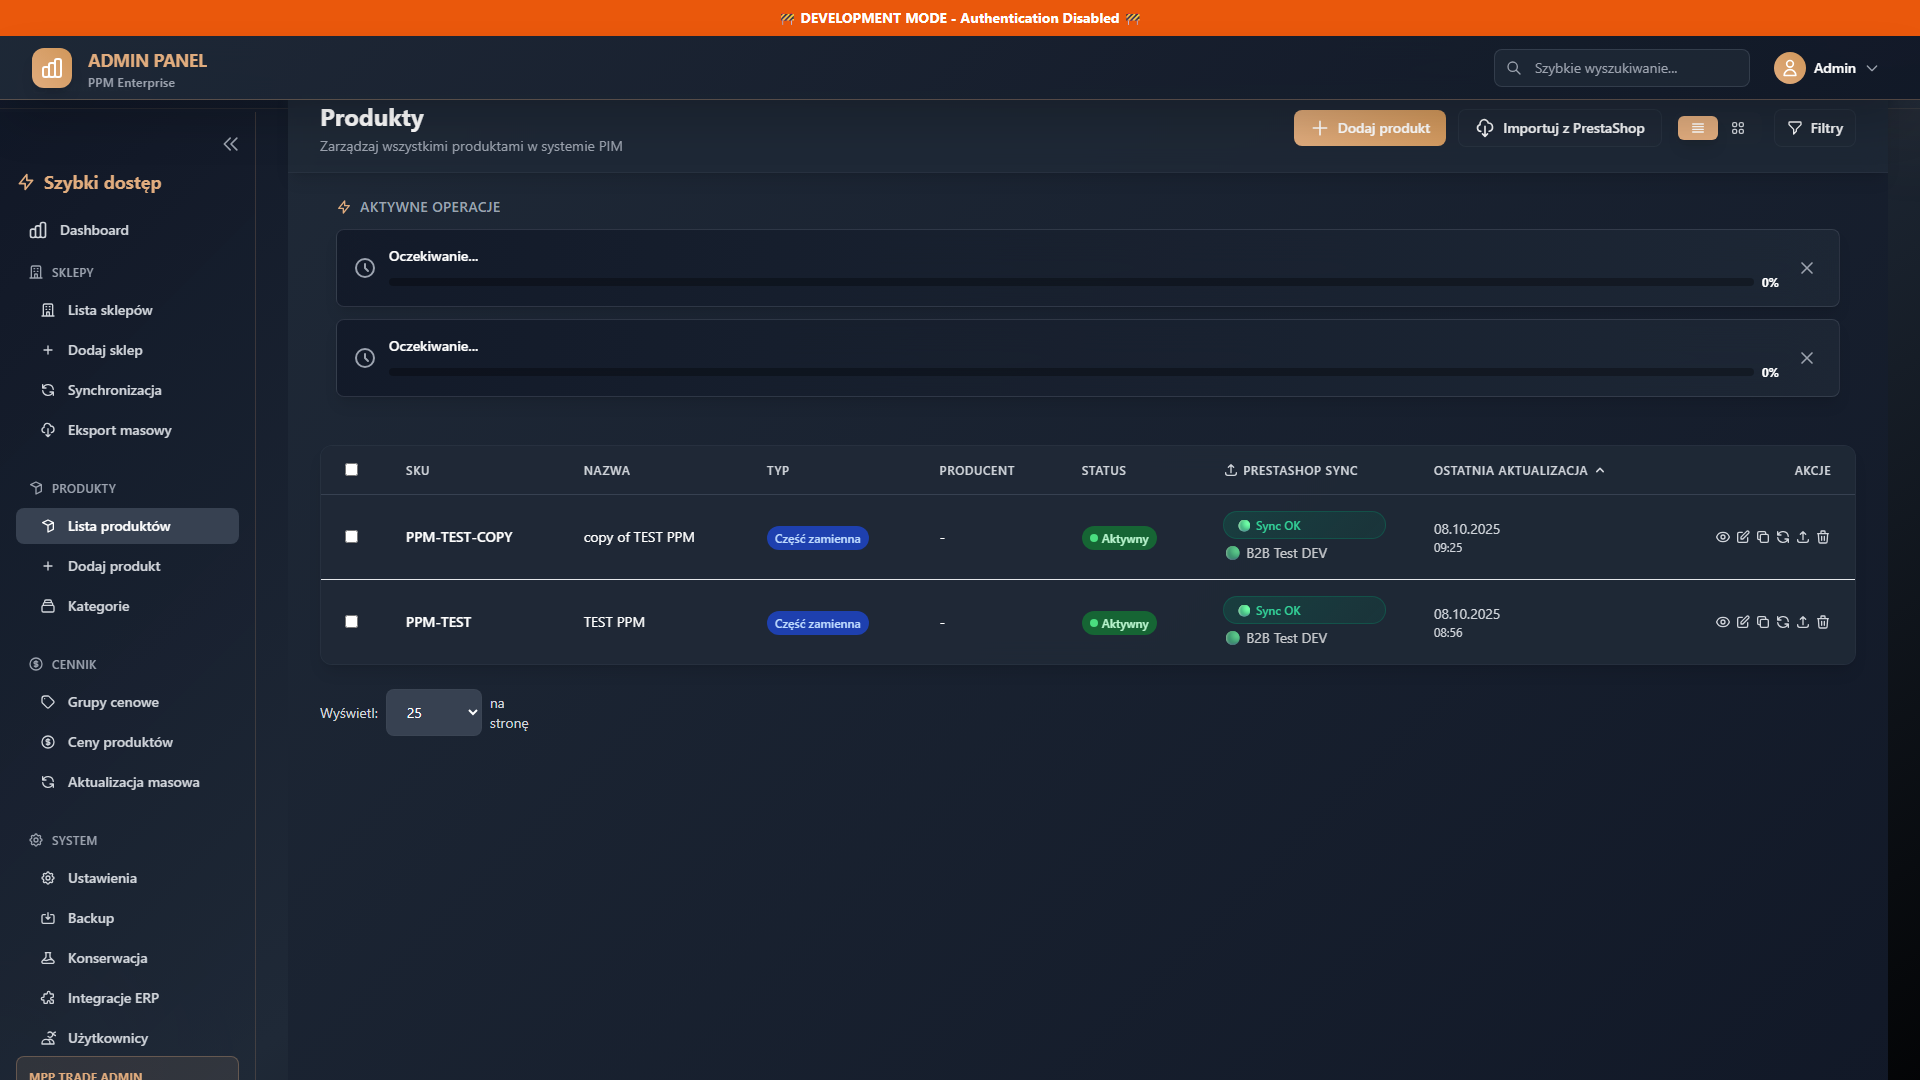 🚧 DEVELOPMENT MODE - Authentication Disabled 🚧
ADMIN PANEL
PPM Enterprise
Szybkie wyszukiwanie...
Admin
Szybki dostęp
Dashboard
SKLEPY
Lista sklepów
Dodaj sklep
Synchronizacja
Eksport masowy
PRODUKTY
Lista produktów
Dodaj produkt
Kategorie
CENNIK
Grupy cenowe
Ceny produktów
Aktualizacja masowa
SYSTEM
Ustawienia
Backup
Konserwacja
Integracje ERP
Użytkownicy
MPP TRADE ADMIN
Produkty
Zarządzaj wszystkimi produktami w systemie PIM
Dodaj produkt
Importuj z PrestaShop
Filtry
AKTYWNE OPERACJE
Oczekiwanie...
0%
Oczekiwanie...
0%
SKU NAZWA TYP PRODUCENT STATUS PRESTASHOP SYNC OSTATNIA AKTUALIZACJA AKCJE
PPM-TEST-COPY copy of TEST PPM Część zamienna - Aktywny Sync OK 08.10.2025
B2B Test DEV 09:25
PPM-TEST TEST PPM Część zamienna - Aktywny Sync OK 08.10.2025
B2B Test DEV 08:56
Wyświetl: 25 na
stronę